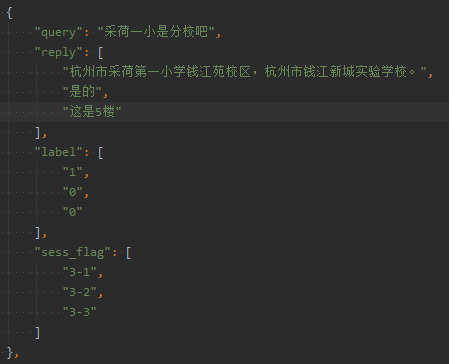 {
"query": "采荷一小是分校吧",
"reply": [
"杭州市采荷第一小学钱江苑校区，杭州市钱江新城实验学校。",
"是的",
"这是5楼"
],
"label": [
"1",
"0",
"0"
],
"sess_flag": [
"3-1",
"3-2",
"3-3"
]
},